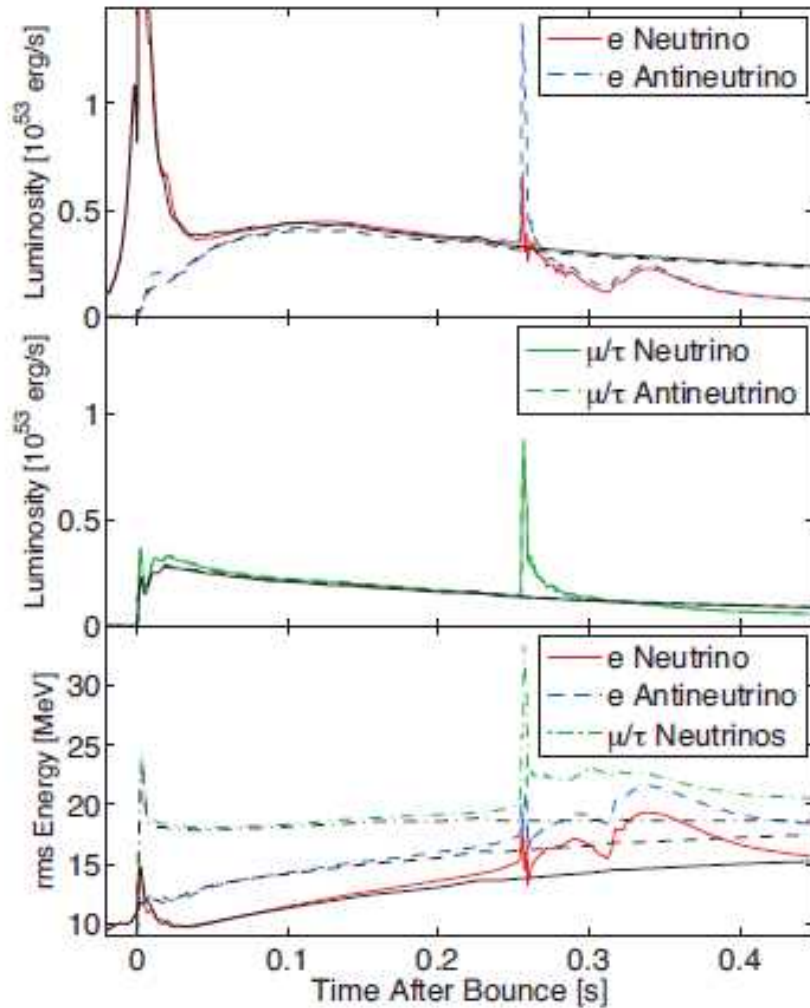 Luminosity [10^53 erg/s]
1
0.5
0
e Neutrino
e Antineutrino
Luminosity [10^53 erg/s]
1
0.5
0
μ/τ Neutrino
μ/τ Antineutrino
rms Energy [MeV]
30
25
20
15
10
e Neutrino
e Antineutrino
μ/τ Neutrinos
0 0.1 0.2 0.3 0.4
Time After Bounce [s]